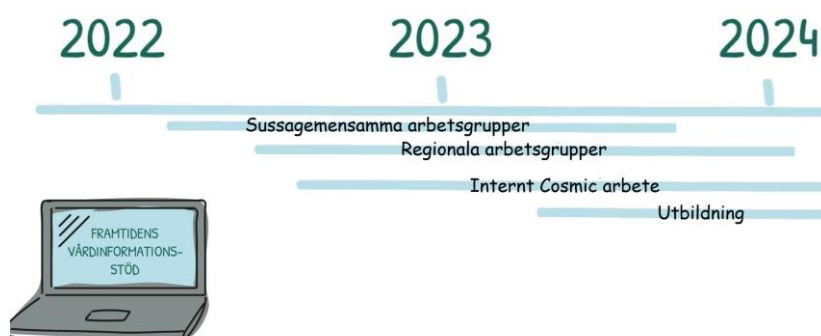 2022 2023 2024
Sussagemensamma arbetsgrupper
Regionala arbetsgrupper
Internt Cosmic arbete
Utbildning
FRAMTIDENS
VÅRDINFORMATIONS-
STÖD